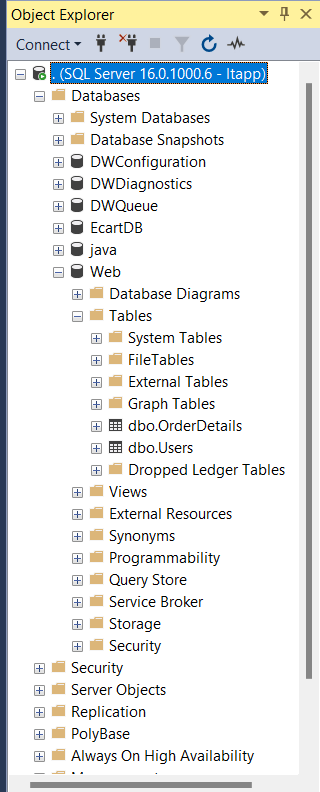 Object Explorer
Connect
. (SQL Server 16.0.1000.6 - Itapp)
Databases
System Databases
Database Snapshots
DWConfiguration
DWDiagnostics
DWQueue
EcartDB
java
Web
Database Diagrams
Tables
System Tables
FileTables
External Tables
Graph Tables
dbo.OrderDetails
dbo.Users
Dropped Ledger Tables
Views
External Resources
Synonyms
Programmability
Query Store
Service Broker
Storage
Security
Security
Server Objects
Replication
PolyBase
Always On High Availability